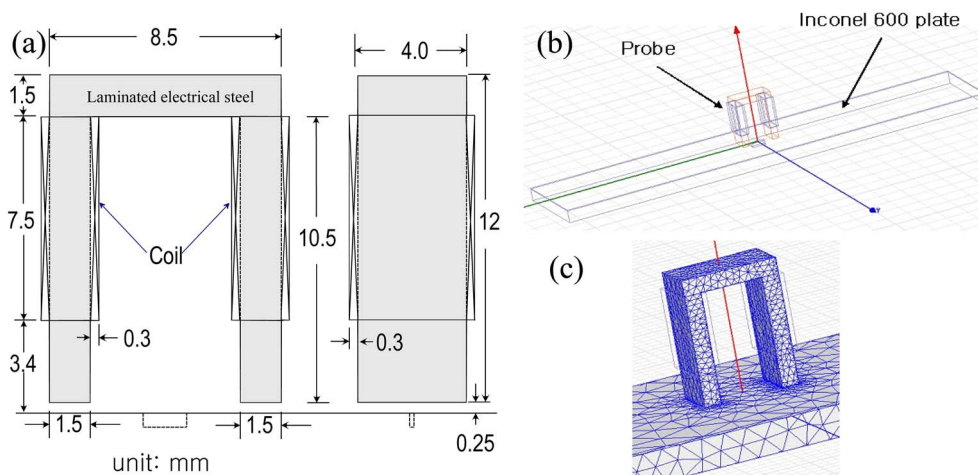 (a)
8.5
4.0
1.5
Laminated electrical steel
7.5
Coil
10.5
12
0.3
0.3
3.4
1.5
1.5
0.25
unit: mm
(b)
Probe
Inconel 600 plate
Y
(c)